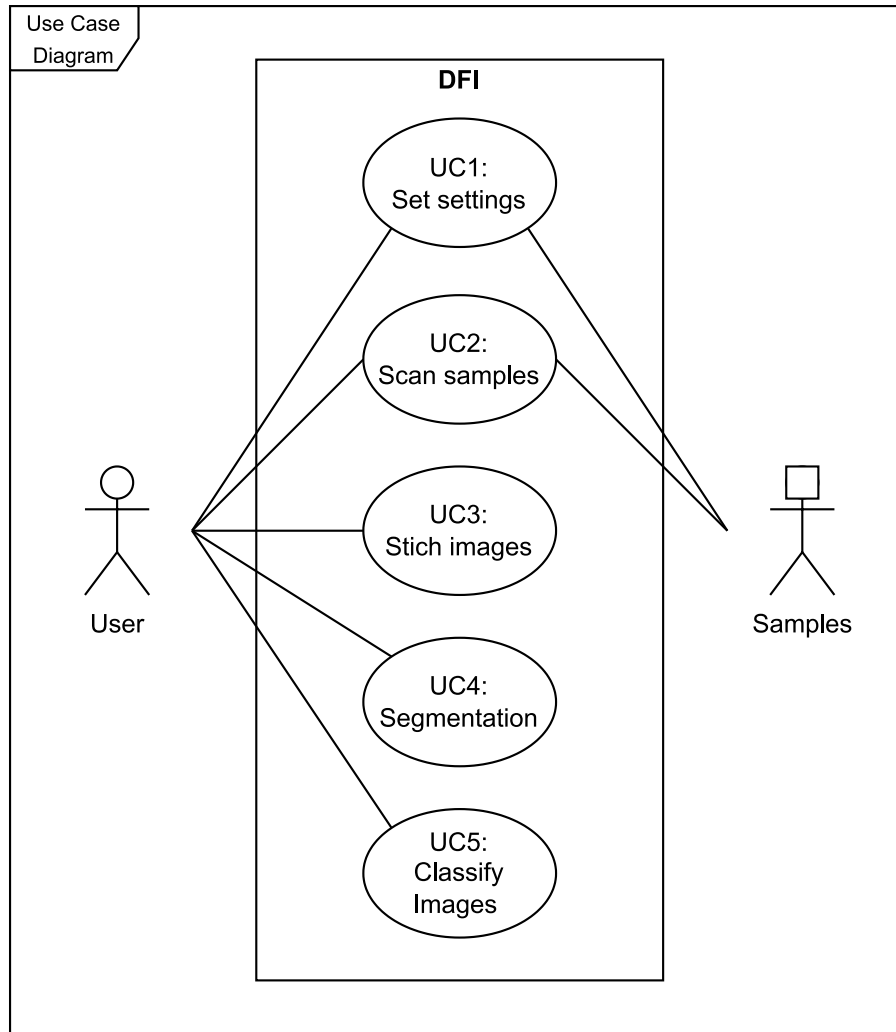 Use Case
Diagram
DFI
UC1:
Set settings
UC2:
Scan samples
UC3:
Stich images
User
Samples
UC4:
Segmentation
UC5:
Classify
Images